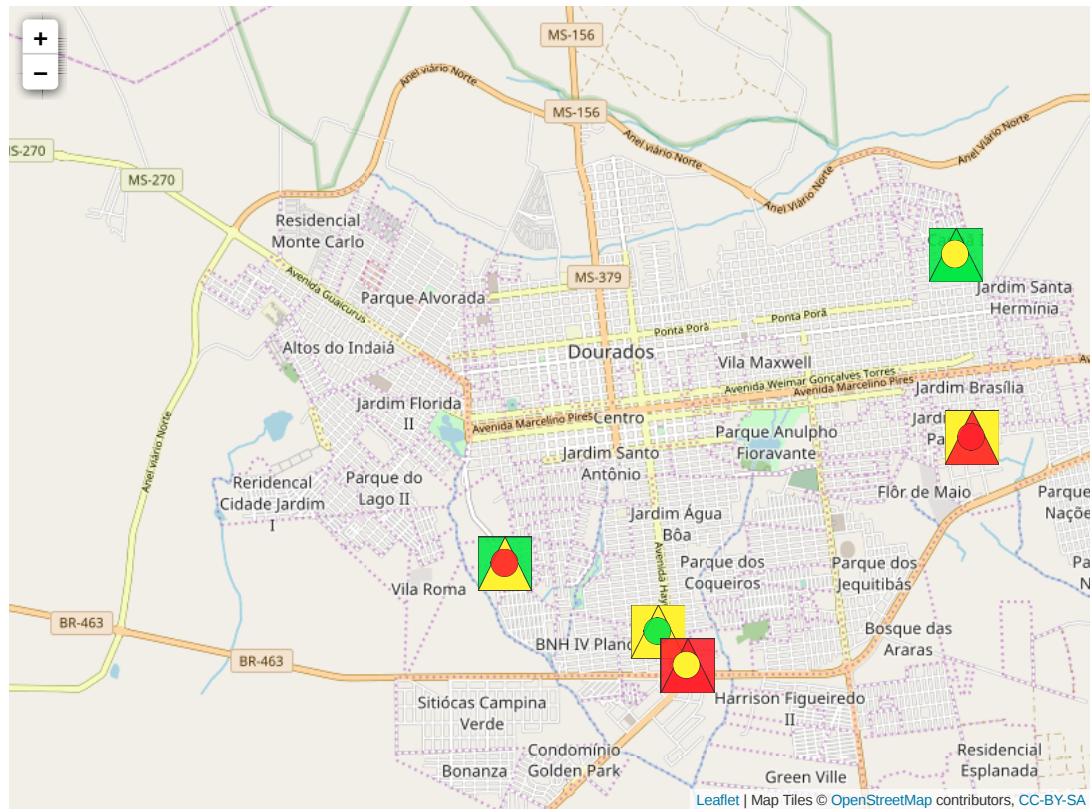 +
−
MS-156
Anel viário Norte
MS-156
S-270
MS-270
Anel viário Norte
Anel Viário Norte
Anel viário Norte
Residencial
Monte Carlo
Avenida Guaicurus
MS-379
Parque Alvorada
Jardim Santa
Hermínia
Ponta Porã
Ponta Porã
Altos do Indaiá
Dourados
Vila Maxwell
Avenida Weimar Gonçalves Torres
Avenida Marcelino Pires
Av
Jardim Brasília
Jardim Florida
II
Avenida Marcelino Pires
Centro
Parque Anulpho
Fioravante
Jardim Santo
Antônio
Anel viário Norte
Parque do
Lago II
Reridencal
Cidade Jardim
I
Flôr de Maio
Parque
Naçõe
Jardim Água
Bôa
Avenida Hay
Parque dos
Coqueiros
Parque dos
Jequitibás
Vila Roma
BR-463
BNH IV Plano
Bosque das
Araras
BR-463
Sitiócas Campina
Verde
Harrison Figueiredo
II
Condomínio
Golden Park
Bonanza
Residencial
Esplanada
Green Ville
Leaflet | Map Tiles © OpenStreetMap contributors, CC-BY-SA